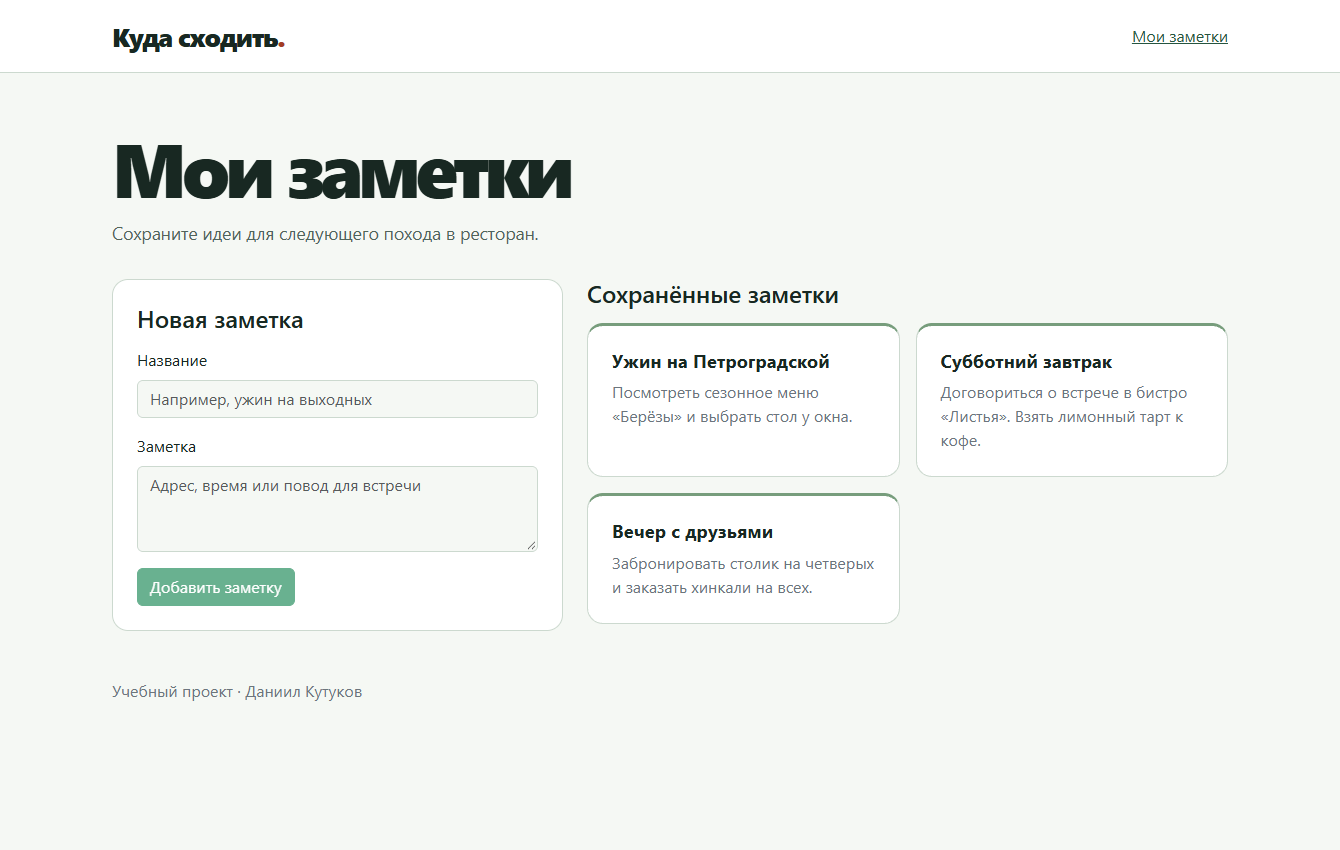 Куда сходить.
Мои заметки
Мои заметки
Сохраните идеи для следующего похода в ресторан.
Новая заметка
Название
Например, ужин на выходных
Заметка
Адрес, время или повод для встречи
Добавить заметку
Сохранённые заметки
Ужин на Петроградской
Посмотреть сезонное меню
«Берёзы» и выбрать стол у окна.
Субботний завтрак
Договориться о встрече в бистро
«Листья». Взять лимонный тарт к
кофе.
Вечер с друзьями
Забронировать столик на четверых
и заказать хинкали на всех.
Учебный проект · Даниил Кутуков